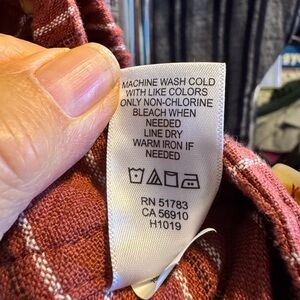 MACHINE WASH COLD
WITH LIKE COLORS
ONLY NON-CHLORINE
BLEACH WHEN
NEEDED
LINE DRY
WARM IRON IF
NEEDED
RN 51783
CA 56910
H1019